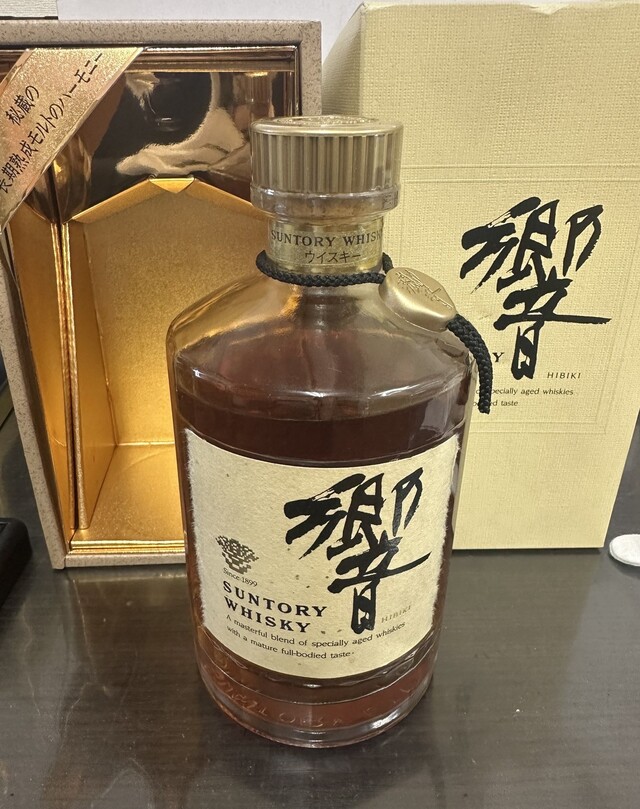 秘蔵の
長期熟成モルトのハーモニー
SUNTORY WHISKY
ウイスキー
響
HIBIKI
specially aged whiskies
taste
響
Since 1899
SUNTORY
WHISKY
HIBIKI
A masterful blend of specially aged whiskies
with a mature full-bodied taste